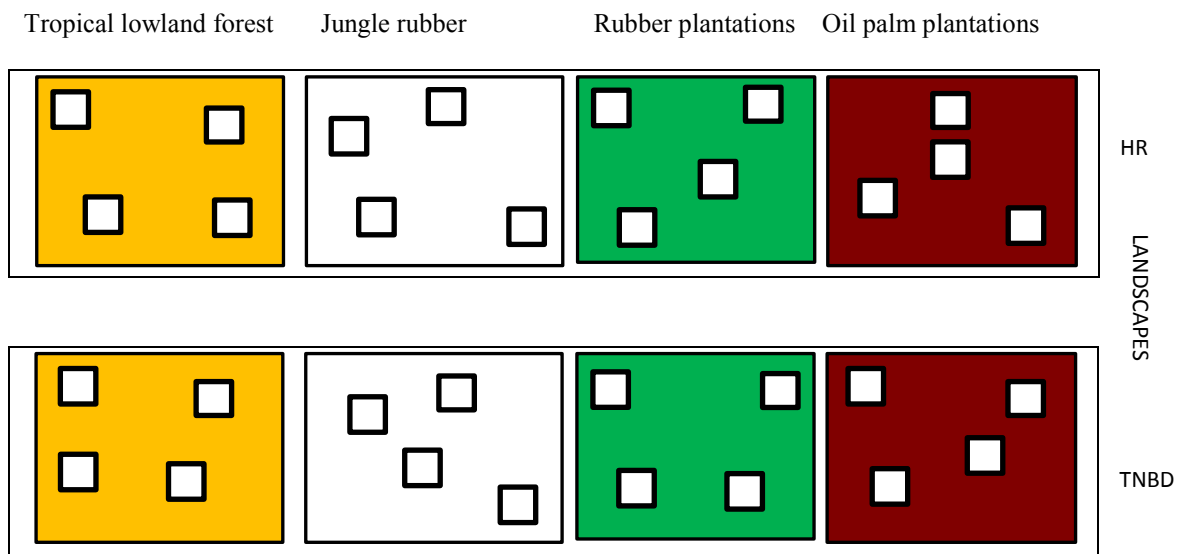 Tropical lowland forest Jungle rubber Rubber plantations Oil palm plantations
HR
LANDSCAPES
TNBD